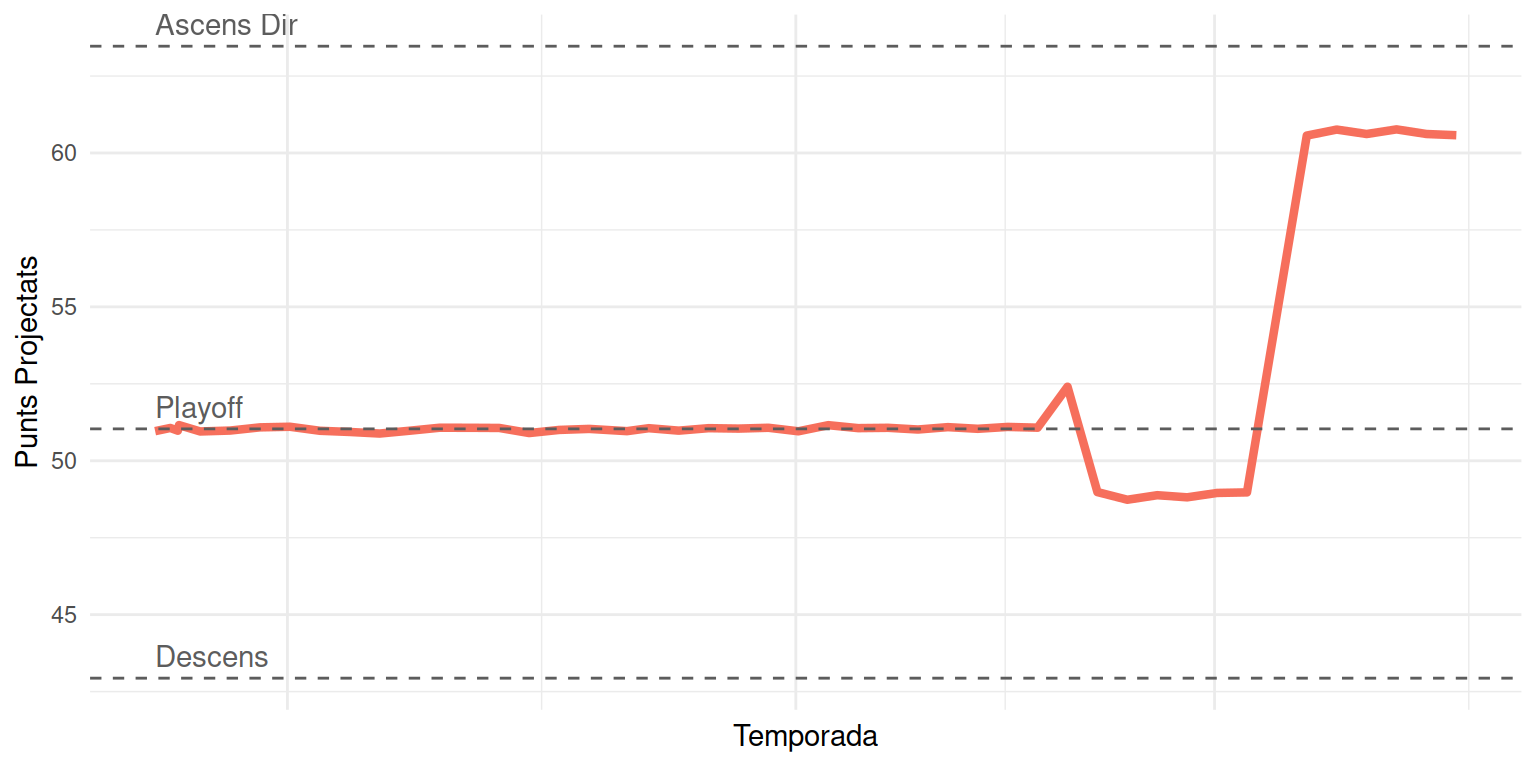 Ascens Dir
60
55
Playoff
50
45
Descens
Punts Projectats
Temporada